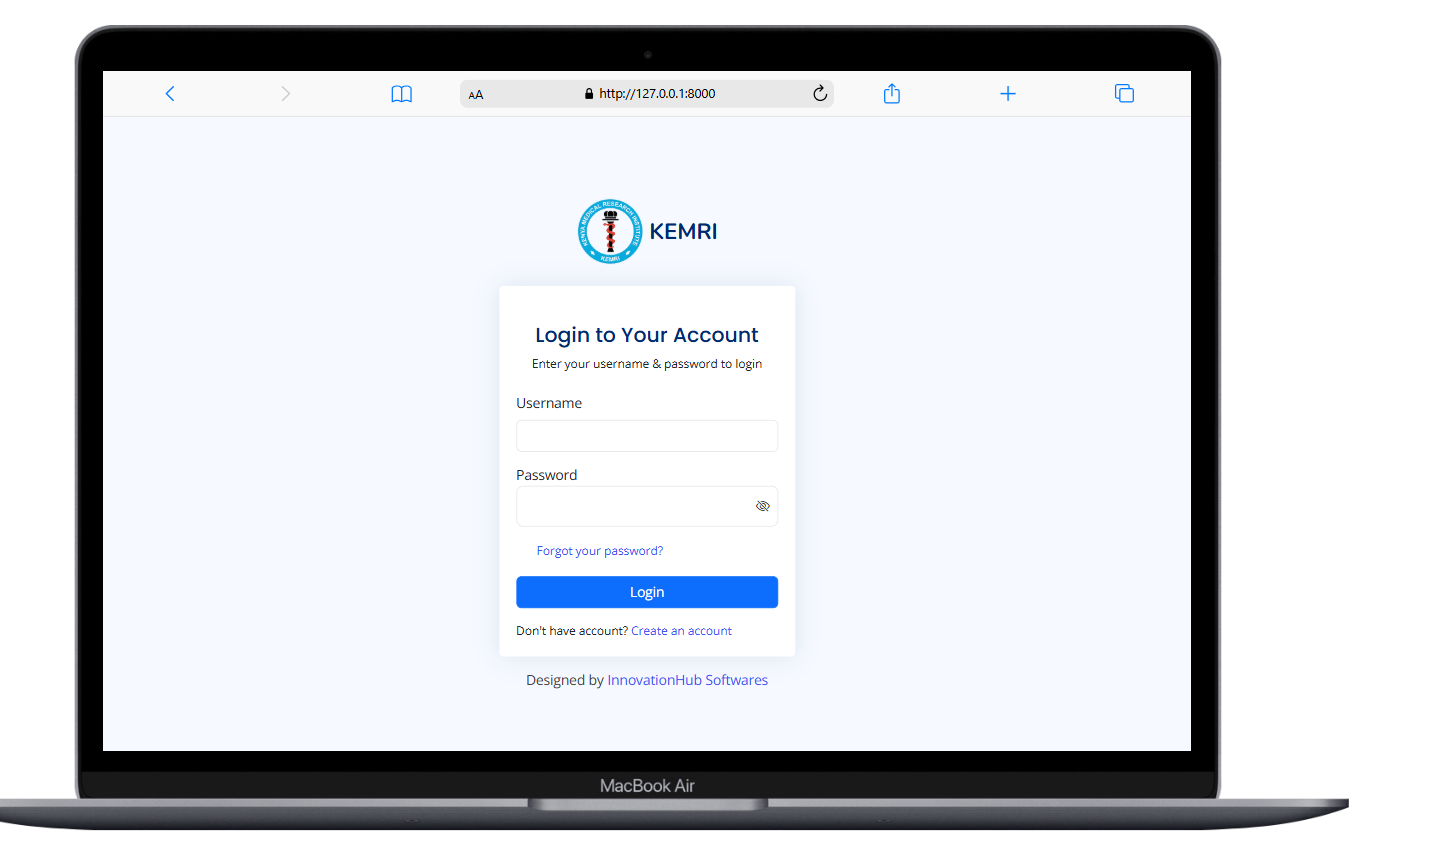 AA http://127.0.0.1:8000
KENYA MEDICAL RESEARCH INSTITUTE
KEMRI
KEMRI
Login to Your Account
Enter your username & password to login
Username
Password
Forgot your password?
Login
Don't have account? Create an account
Designed by InnovationHub Softwares
MacBook Air